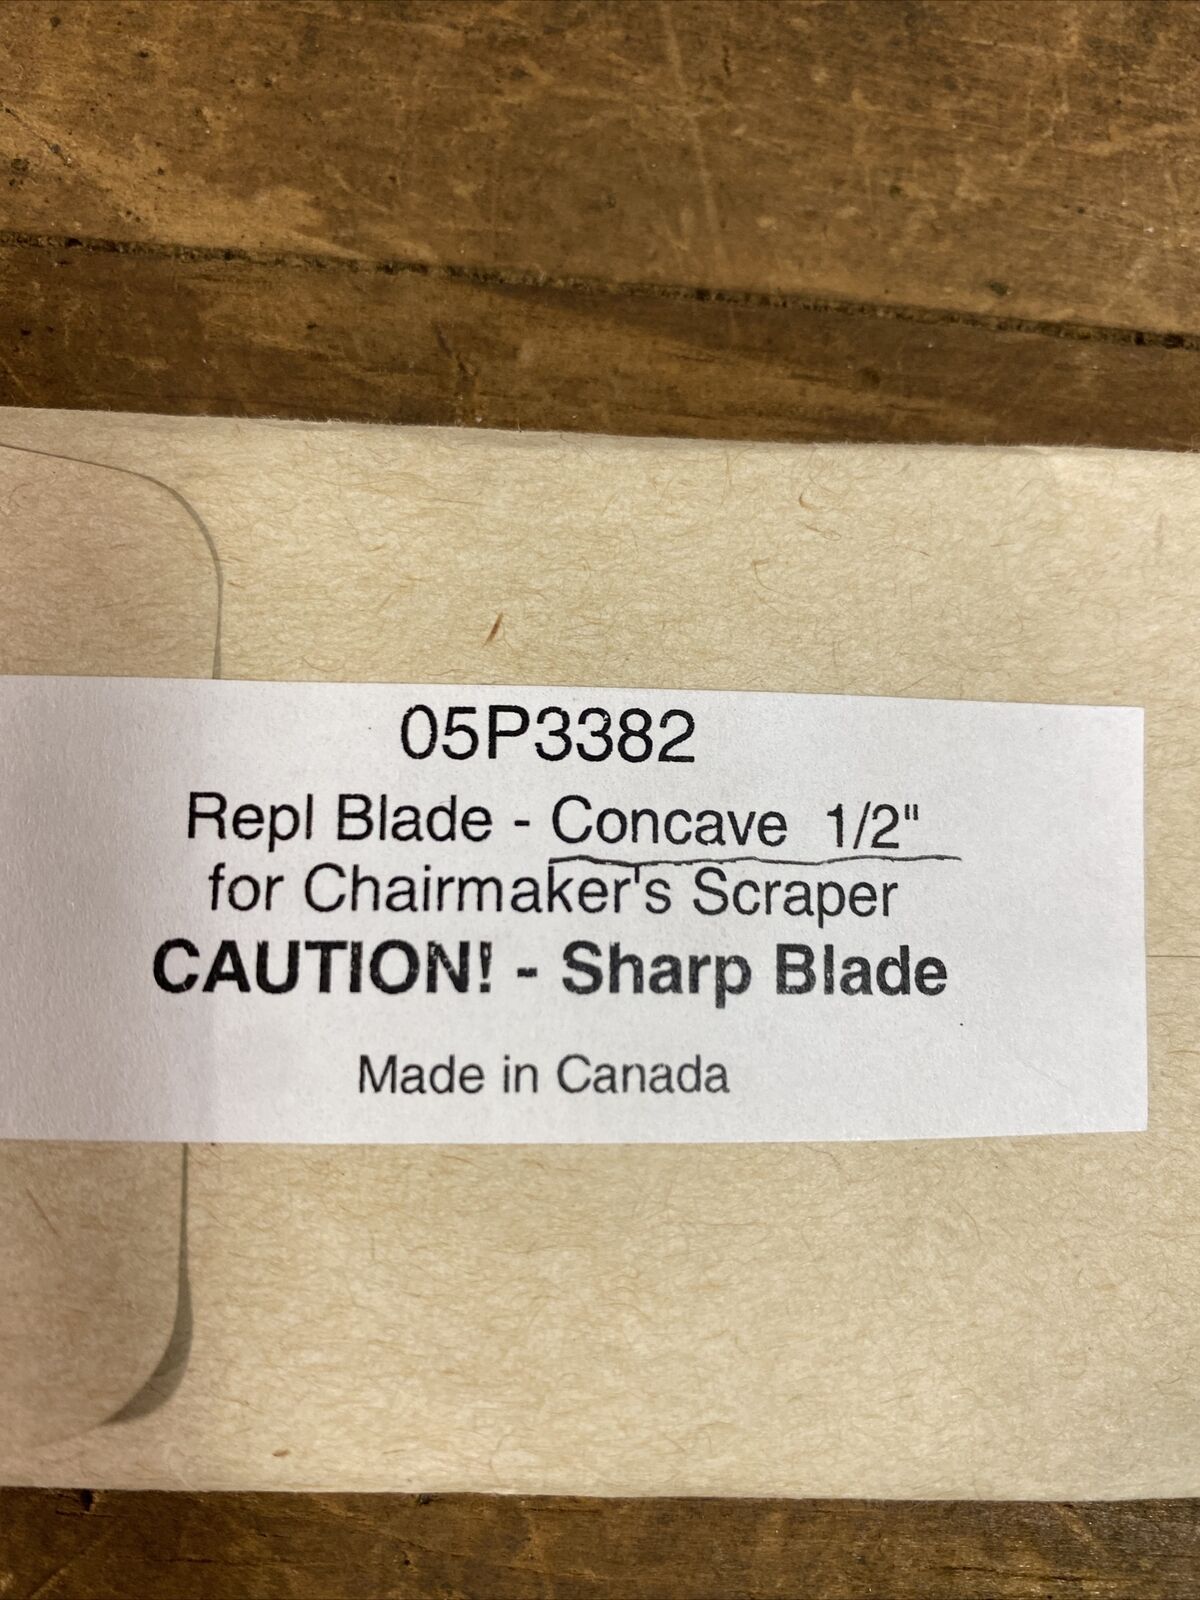 05P3382
Repl Blade - Concave 1/2"
for Chairmaker's Scraper
CAUTION! - Sharp Blade
Made in Canada